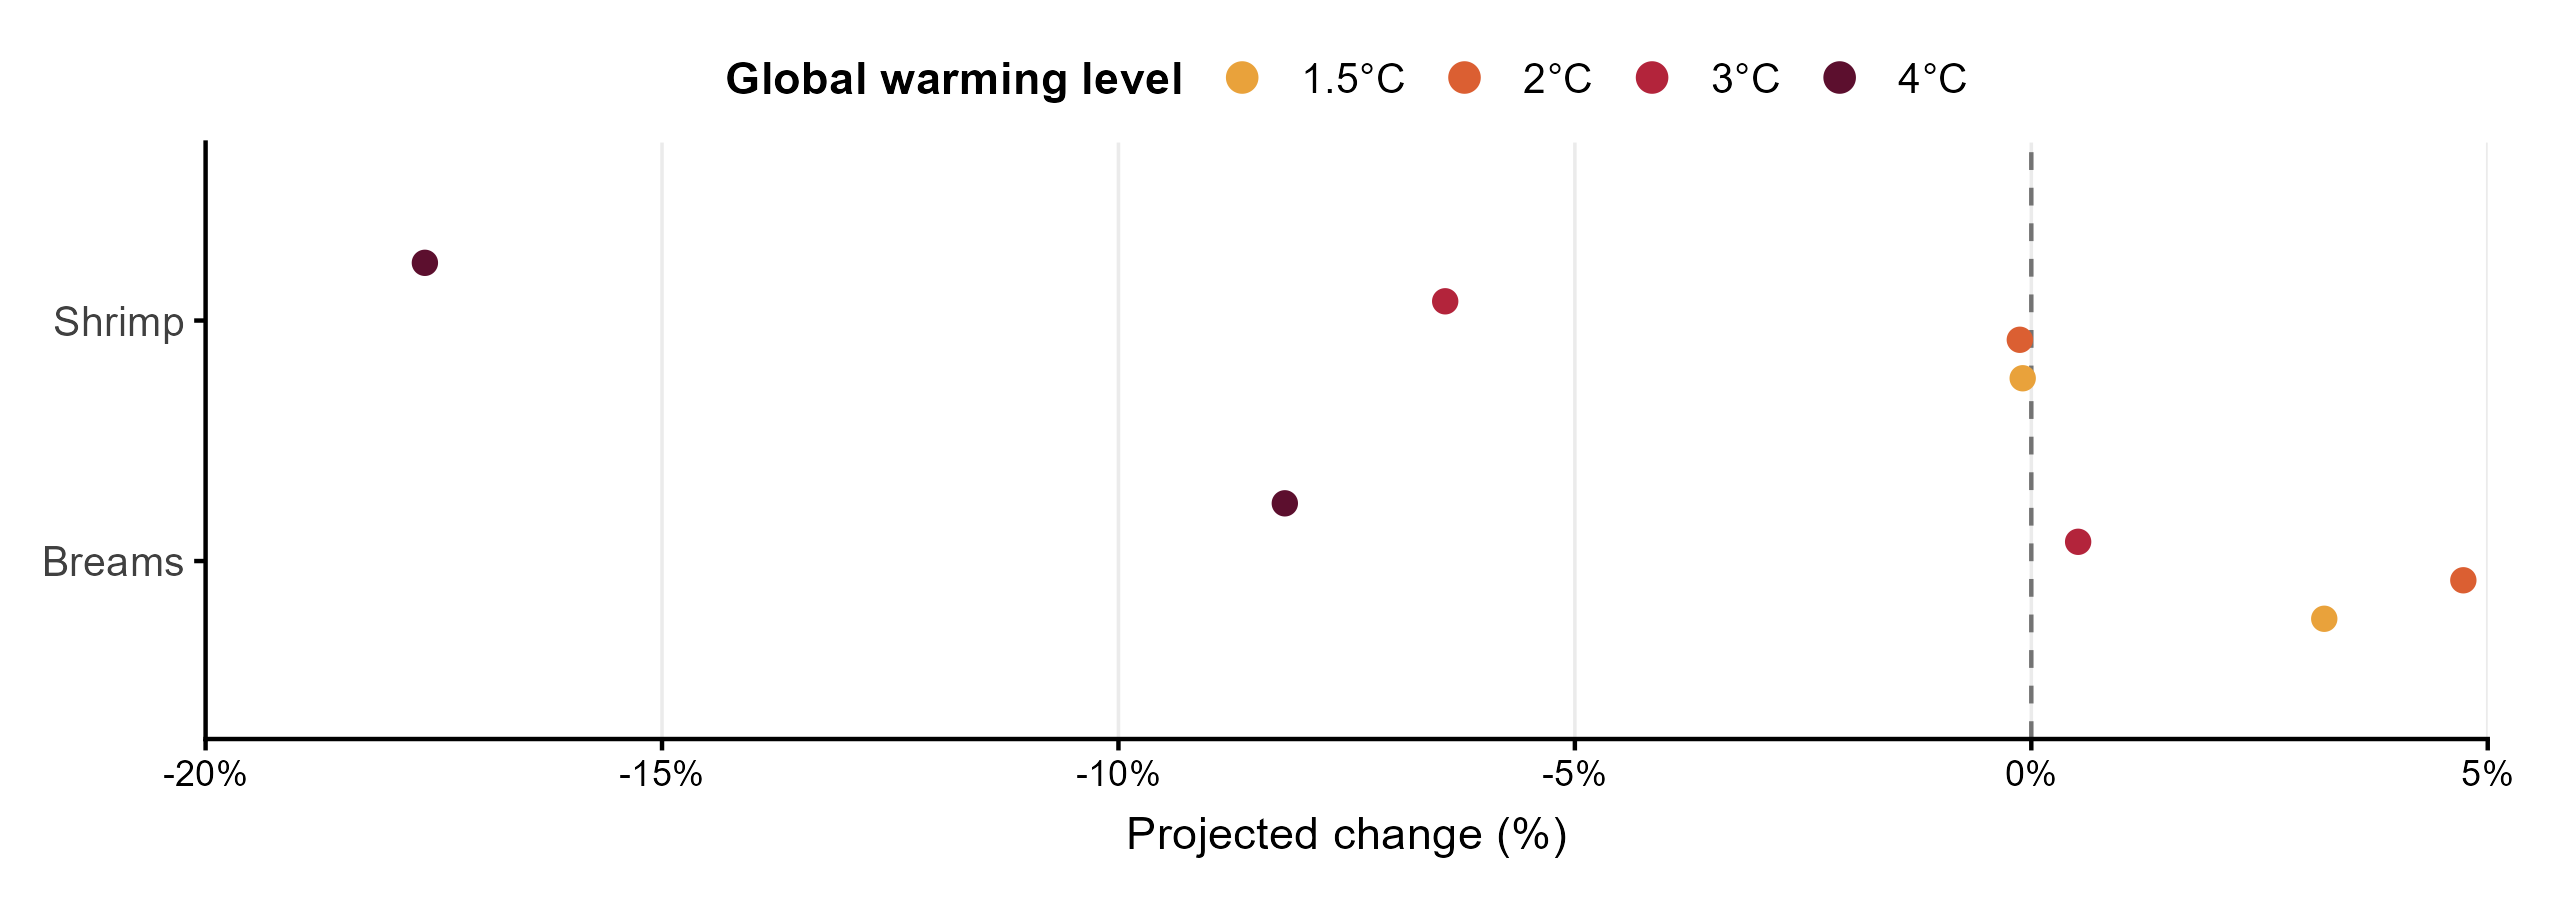 Global warming level 1.5°C 2°C 3°C 4°C
Shrimp
Breams
-20% -15% -10% -5% 0% 5%
Projected change (%)